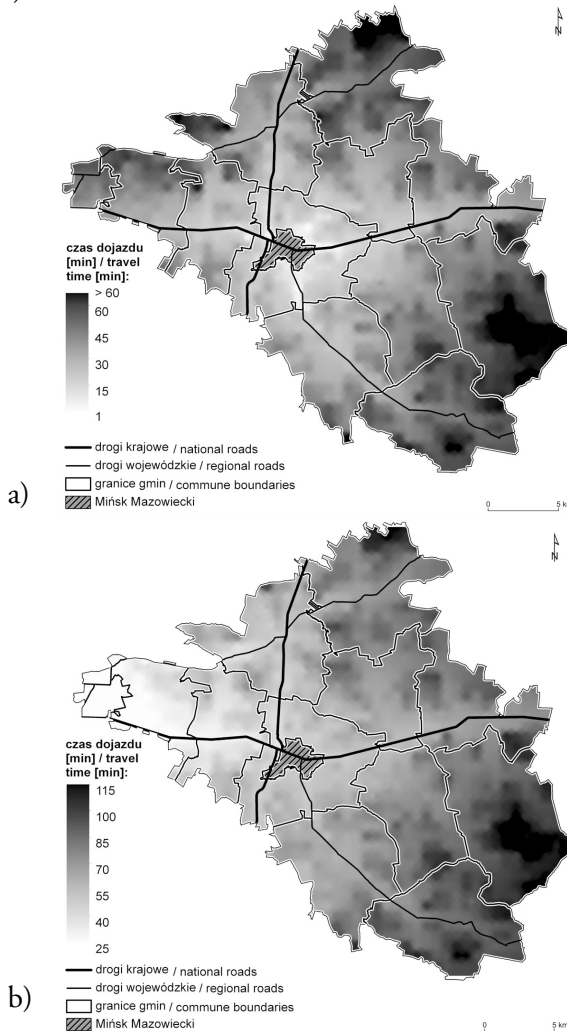 N
czas dojazdu
[min] / travel
time [min]:
> 60
60
45
30
15
1
drogi krajowe / national roads
drogi wojewódzkie / regional roads
granice gmin / commune boundaries
Mińsk Mazowiecki
a)
0 5 km
N
czas dojazdu
[min] / travel
time [min]:
115
100
85
70
55
40
25
drogi krajowe / national roads
drogi wojewódzkie / regional roads
granice gmin / commune boundaries
Mińsk Mazowiecki
b)
0 5 km